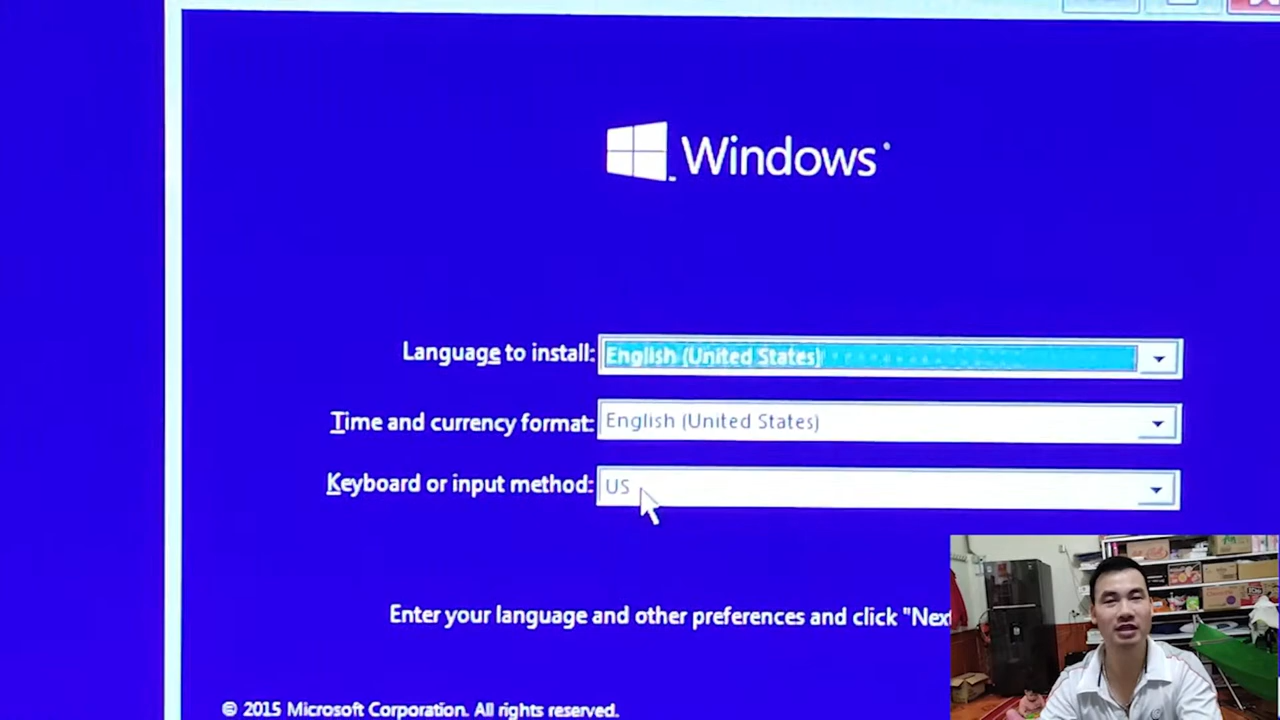 Windows
Language to install: English (United States)
Time and currency format: English (United States)
Keyboard or input method: US
Enter your language and other preferences and click "Nex
© 2015 Microsoft Corporation. All rights reserved.